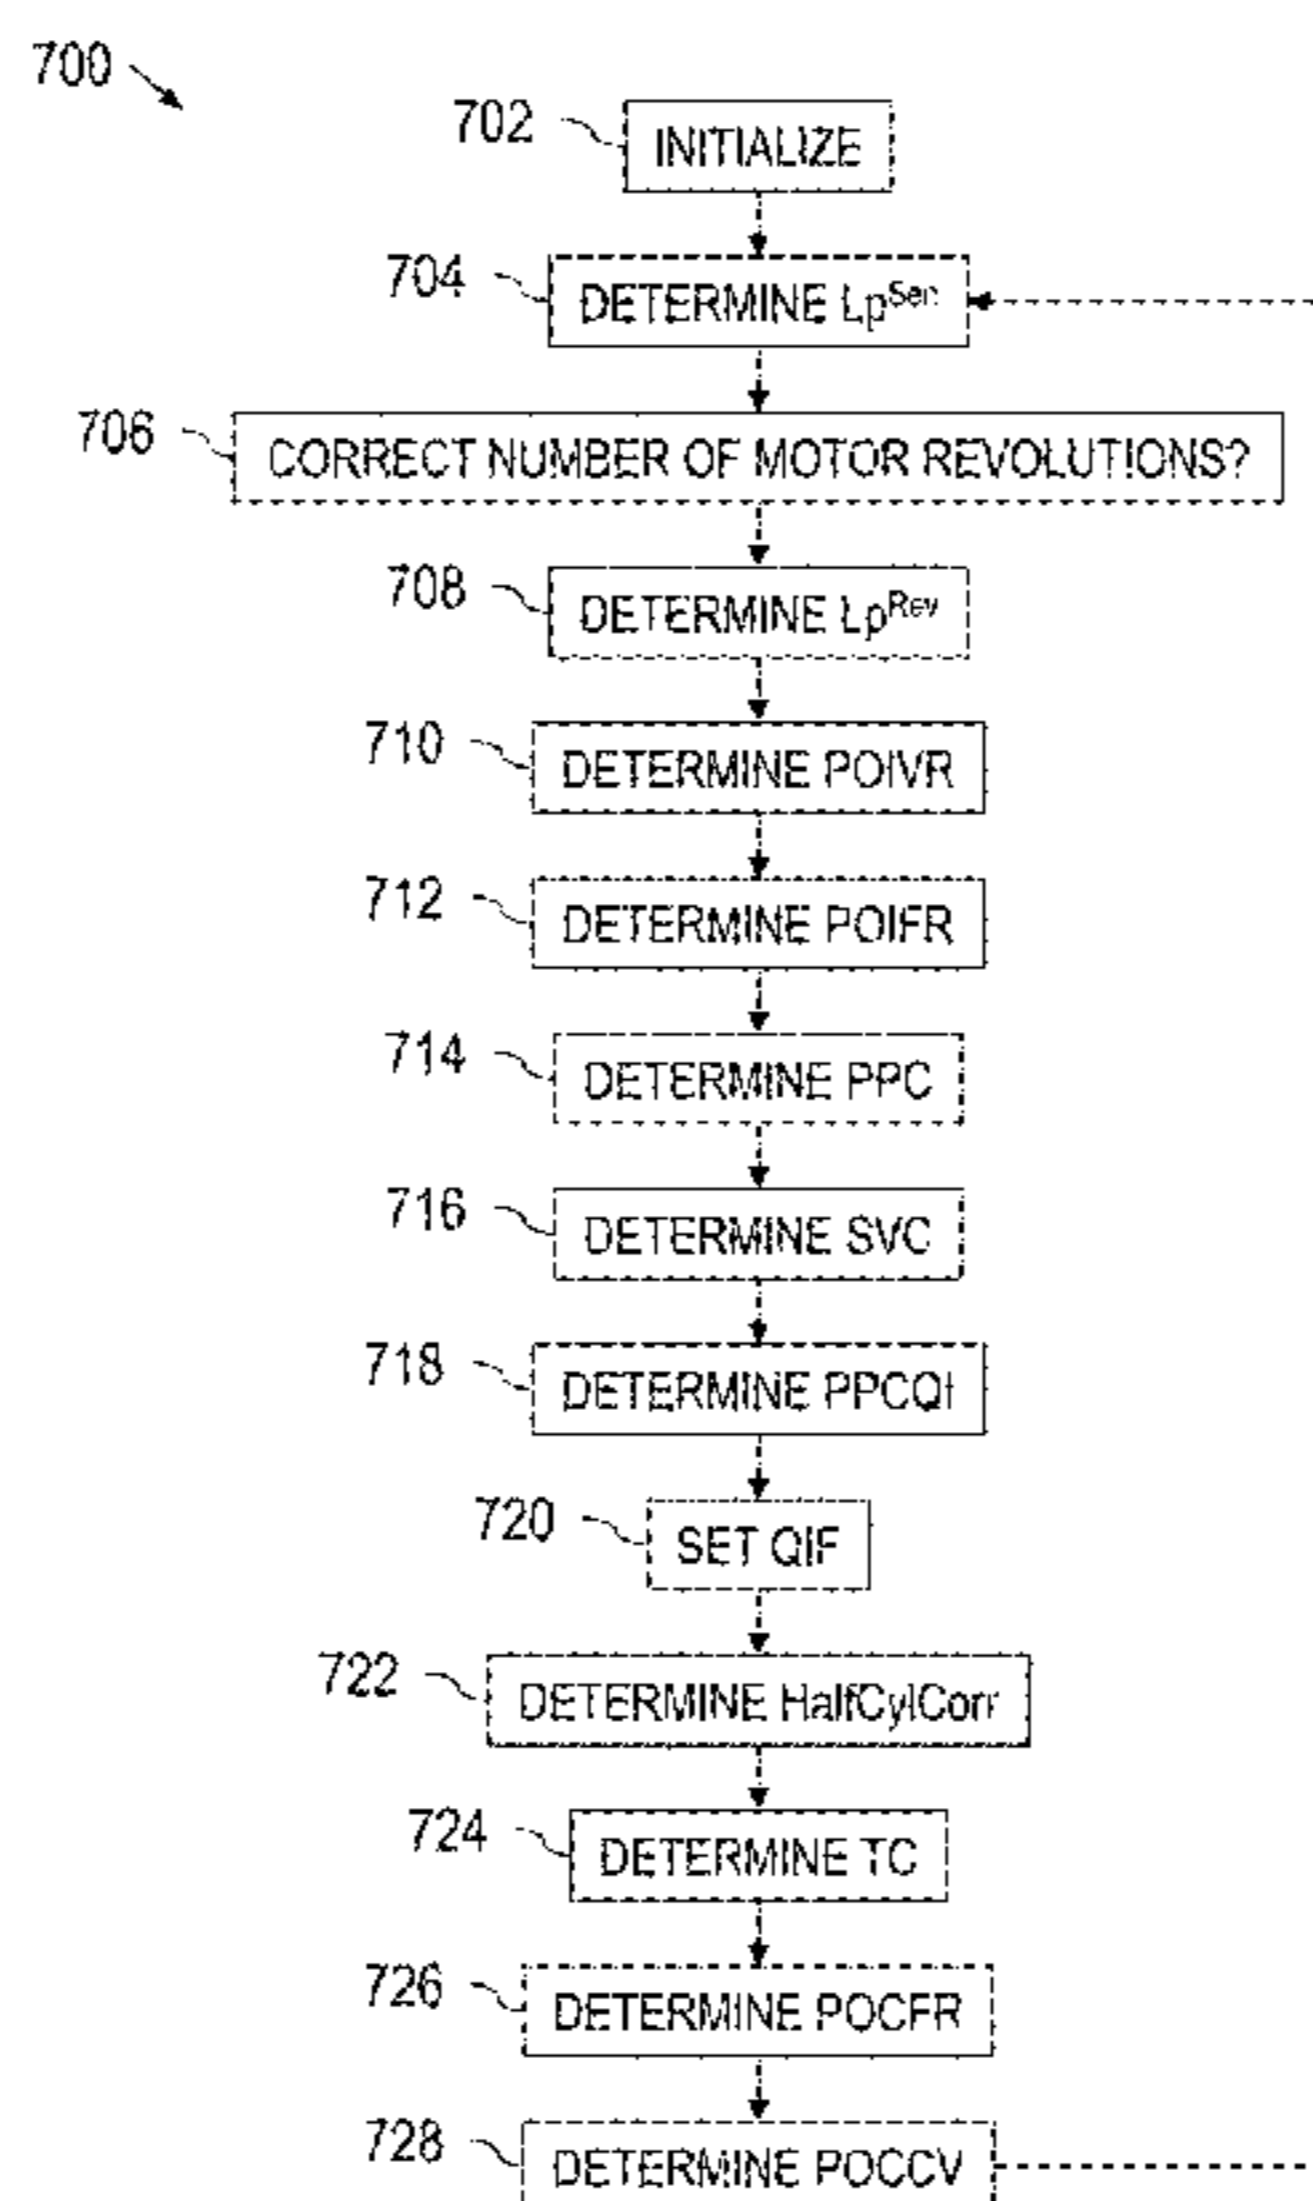 700
702 INITIALIZE
704 DETERMINE Lp^Sen
706 CORRECT NUMBER OF MOTOR REVOLUTIONS?
708 DETERMINE Lp^Rev
710 DETERMINE POIVR
712 DETERMINE POIFR
714 DETERMINE PPC
716 DETERMINE SVC
718 DETERMINE PPCQI
720 SET QIF
722 DETERMINE HalfCylCorr
724 DETERMINE TC
726 DETERMINE POCFR
728 DETERMINE POCCV